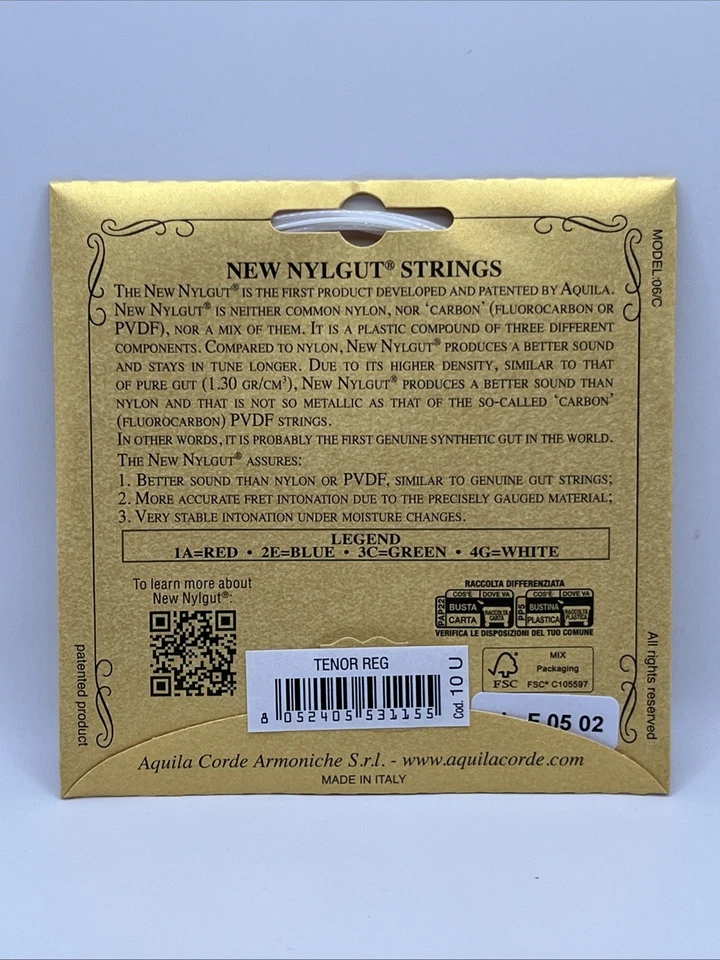 NEW NYLGUT® STRINGS
THE NEW NYLGUT® IS THE FIRST PRODUCT DEVELOPED AND PATENTED BY AQUILA.
NEW NYLGUT® IS NEITHER COMMON NYLON, NOR ‘CARBON’ (FLUOROCARBON OR
PVDF), NOR A MIX OF THEM. IT IS A PLASTIC COMPOUND OF THREE DIFFERENT
COMPONENTS. COMPARED TO NYLON, NEW NYLGUT® PRODUCES A BETTER SOUND
AND STAYS IN TUNE LONGER. DUE TO ITS HIGHER DENSITY, SIMILAR TO THAT
OF PURE GUT (1.30 GR/CM³), NEW NYLGUT® PRODUCES A BETTER SOUND THAN
NYLON AND THAT IS NOT SO METALLIC AS THAT OF THE SO-CALLED ‘CARBON’
(FLUOROCARBON) PVDF STRINGS.
IN OTHER WORDS, IT IS PROBABLY THE FIRST GENUINE SYNTHETIC GUT IN THE WORLD.
THE NEW NYLGUT® ASSURES:
1. BETTER SOUND THAN NYLON OR PVDF, SIMILAR TO GENUINE GUT STRINGS;
2. MORE ACCURATE FRET INTONATION DUE TO THE PRECISELY GAUGED MATERIAL;
3. VERY STABLE INTONATION UNDER MOISTURE CHANGES.
LEGEND
1A=RED • 2E=BLUE • 3C=GREEN • 4G=WHITE
MODEL:06/C
To learn more about
New Nylgut®:
RACCOLTA DIFFERENZIATA
PAP22
COS'È DOVE VA
BUSTA RACCOLTA
CARTA CARTA
PP5
COS'È DOVE VA
BUSTINA RACCOLTA
PLASTICA PLASTICA
VERIFICA LE DISPOSIZIONI DEL TUO COMUNE
FSC
MIX
Packaging
FSC® C105597
patented product
All rights reserved
TENOR REG
8 052405 531155
Cod. 10 U
05 02
Aquila Corde Armoniche S.r.l. - www.aquilacorde.com
MADE IN ITALY